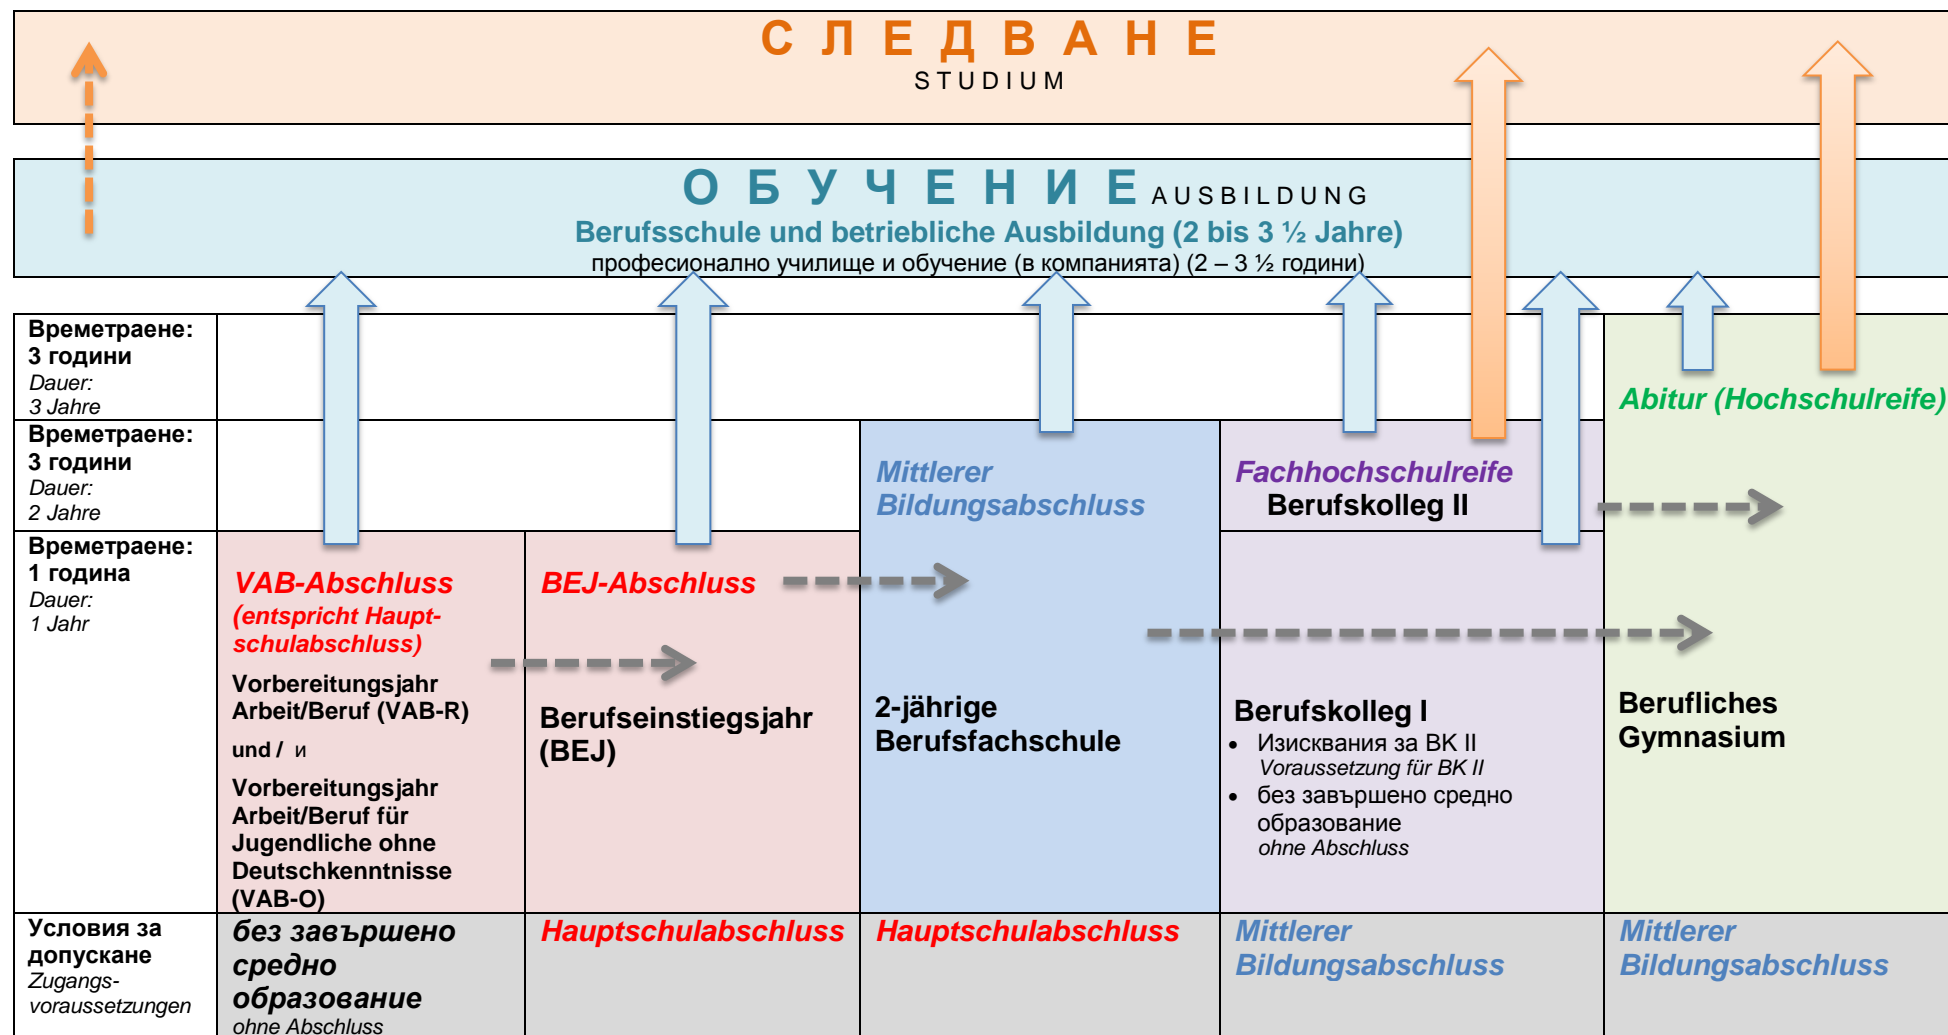 СЛЕДВАНЕ
STUDIUM
ОБУЧЕНИЕ AUSBILDUNG
Berufsschule und betriebliche Ausbildung (2 bis 3 ½ Jahre)
професионално училище и обучение (в компанията) (2 – 3 ½ години)
Времетраене:
3 години
Dauer:
3 Jahre
Abitur (Hochschulreife)
Времетраене:
3 години
Dauer:
2 Jahre
Mittlerer
Bildungsabschluss
Fachhochschulreife
Berufskolleg II
Времетраене:
1 година
Dauer:
1 Jahr
VAB-Abschluss
(entspricht Haupt-
schulabschluss)
Vorbereitungsjahr
Arbeit/Beruf (VAB-R)
und / и
Vorbereitungsjahr
Arbeit/Beruf für
Jugendliche ohne
Deutschkenntnisse
(VAB-O)
BEJ-Abschluss
Berufseinstiegsjahr
(BEJ)
2-jährige
Berufsfachschule
Berufskolleg I
• Изисквания за BK II
Voraussetzung für BK II
• без завършено средно
образование
ohne Abschluss
Berufliches
Gymnasium
Условия за
допускане
Zugangs-
voraussetzungen
без завършено
средно
образование
ohne Abschluss
Hauptschulabschluss
Hauptschulabschluss
Mittlerer
Bildungsabschluss
Mittlerer
Bildungsabschluss